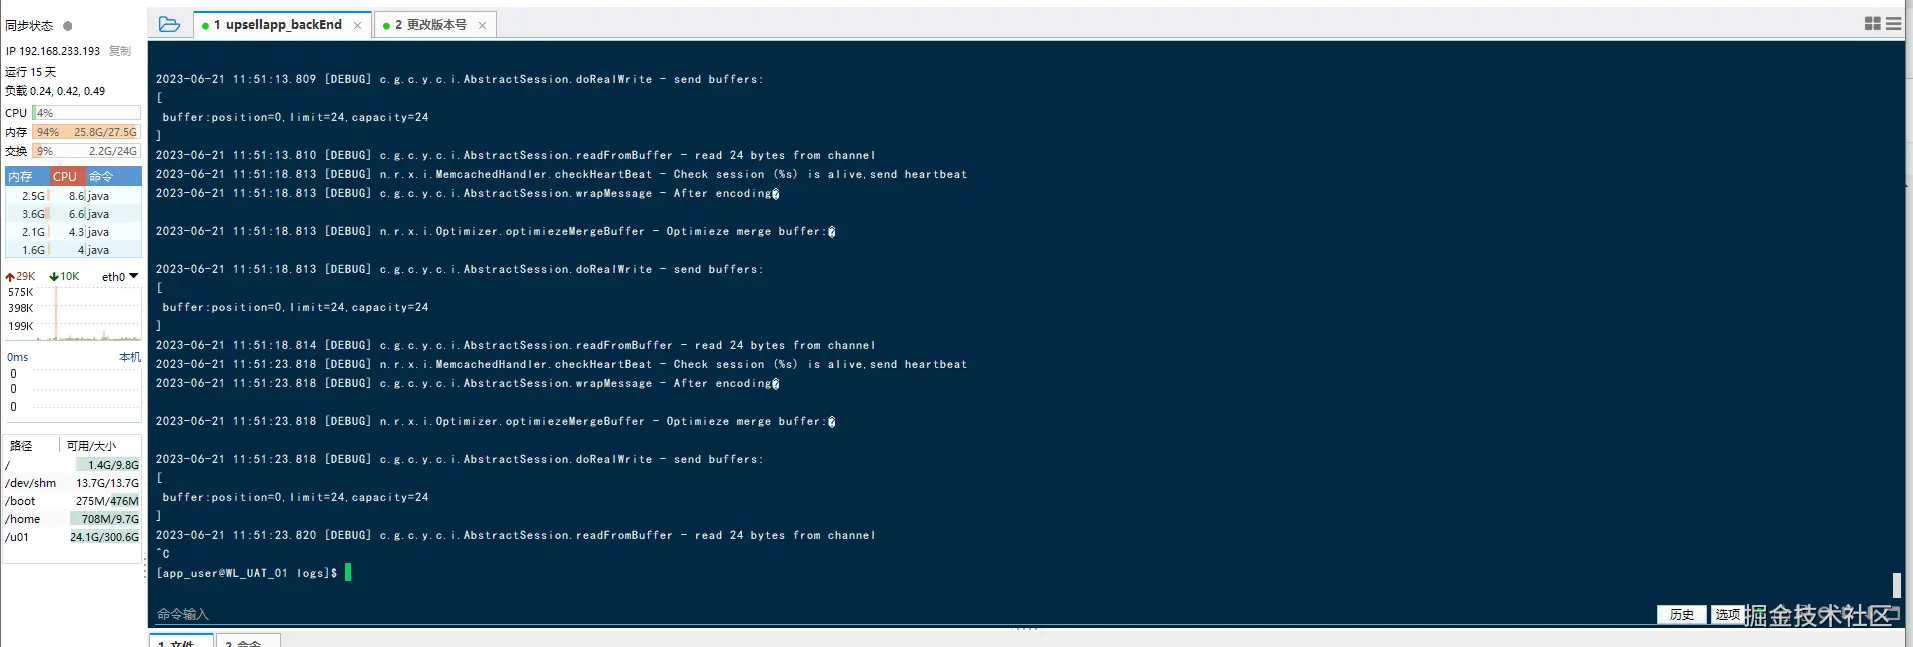 同步状态
IP 192.168.233.193 复制
运行 15 天
负载 0.24, 0.42, 0.49
CPU 4%
内存 94% 25.8G/27.5G
交换 9% 2.2G/24G
内存 CPU 命令
2.5G 8.6 java
3.6G 6.6 java
2.1G 4.3 java
1.6G 4 java
29K 10K eth0
575K
398K
199K
0ms 本机
0
0
0
路径 可用/大小
/ 1.4G/9.8G
/dev/shm 13.7G/13.7G
/boot 275M/476M
/home 708M/9.7G
/u01 24.1G/300.6G
1 upsellapp_backEnd
2 更改版本号
2023-06-21 11:51:13.809 [DEBUG] c.g.c.y.c.i.AbstractSession.doRealWrite - send buffers:
[
buffer:position=0,limit=24,capacity=24
]
2023-06-21 11:51:13.810 [DEBUG] c.g.c.y.c.i.AbstractSession.readFromBuffer - read 24 bytes from channel
2023-06-21 11:51:18.813 [DEBUG] n.r.x.i.MemcachedHandler.checkHeartBeat - Check session (%s) is alive,send heartbeat
2023-06-21 11:51:18.813 [DEBUG] c.g.c.y.c.i.AbstractSession.wrapMessage - After encoding�
2023-06-21 11:51:18.813 [DEBUG] n.r.x.i.Optimizer.optimiezeMergeBuffer - Optimieze merge buffer:�
2023-06-21 11:51:18.813 [DEBUG] c.g.c.y.c.i.AbstractSession.doRealWrite - send buffers:
[
buffer:position=0,limit=24,capacity=24
]
2023-06-21 11:51:18.814 [DEBUG] c.g.c.y.c.i.AbstractSession.readFromBuffer - read 24 bytes from channel
2023-06-21 11:51:23.818 [DEBUG] n.r.x.i.MemcachedHandler.checkHeartBeat - Check session (%s) is alive,send heartbeat
2023-06-21 11:51:23.818 [DEBUG] c.g.c.y.c.i.AbstractSession.wrapMessage - After encoding�
2023-06-21 11:51:23.818 [DEBUG] n.r.x.i.Optimizer.optimiezeMergeBuffer - Optimieze merge buffer:�
2023-06-21 11:51:23.818 [DEBUG] c.g.c.y.c.i.AbstractSession.doRealWrite - send buffers:
[
buffer:position=0,limit=24,capacity=24
]
2023-06-21 11:51:23.820 [DEBUG] c.g.c.y.c.i.AbstractSession.readFromBuffer - read 24 bytes from channel
^C
[app_user@WL_UAT_01 logs]$
命令输入
历史 选项
掘金技术社区
1 文件 2 命令